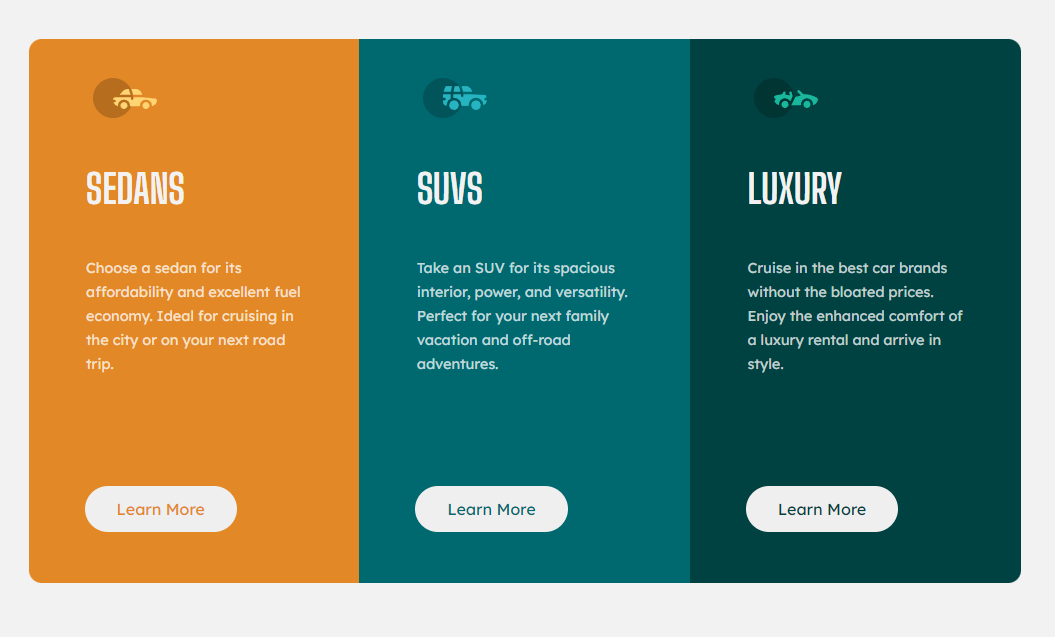 SEDANS
Choose a sedan for its
affordability and excellent fuel
economy. Ideal for cruising in
the city or on your next road
trip.
Learn More
SUVS
Take an SUV for its spacious
interior, power, and versatility.
Perfect for your next family
vacation and off-road
adventures.
Learn More
LUXURY
Cruise in the best car brands
without the bloated prices.
Enjoy the enhanced comfort of
a luxury rental and arrive in
style.
Learn More